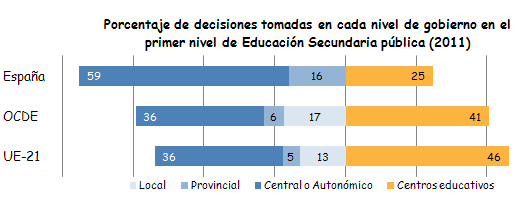 Porcentaje de decisiones tomadas en cada nivel de gobierno en el
primer nivel de Educación Secundaria pública (2011)
España 59 16 25
OCDE 36 6 17 41
UE-21 36 5 13 46
Local Provincial Central o Autonómico Centros educativos